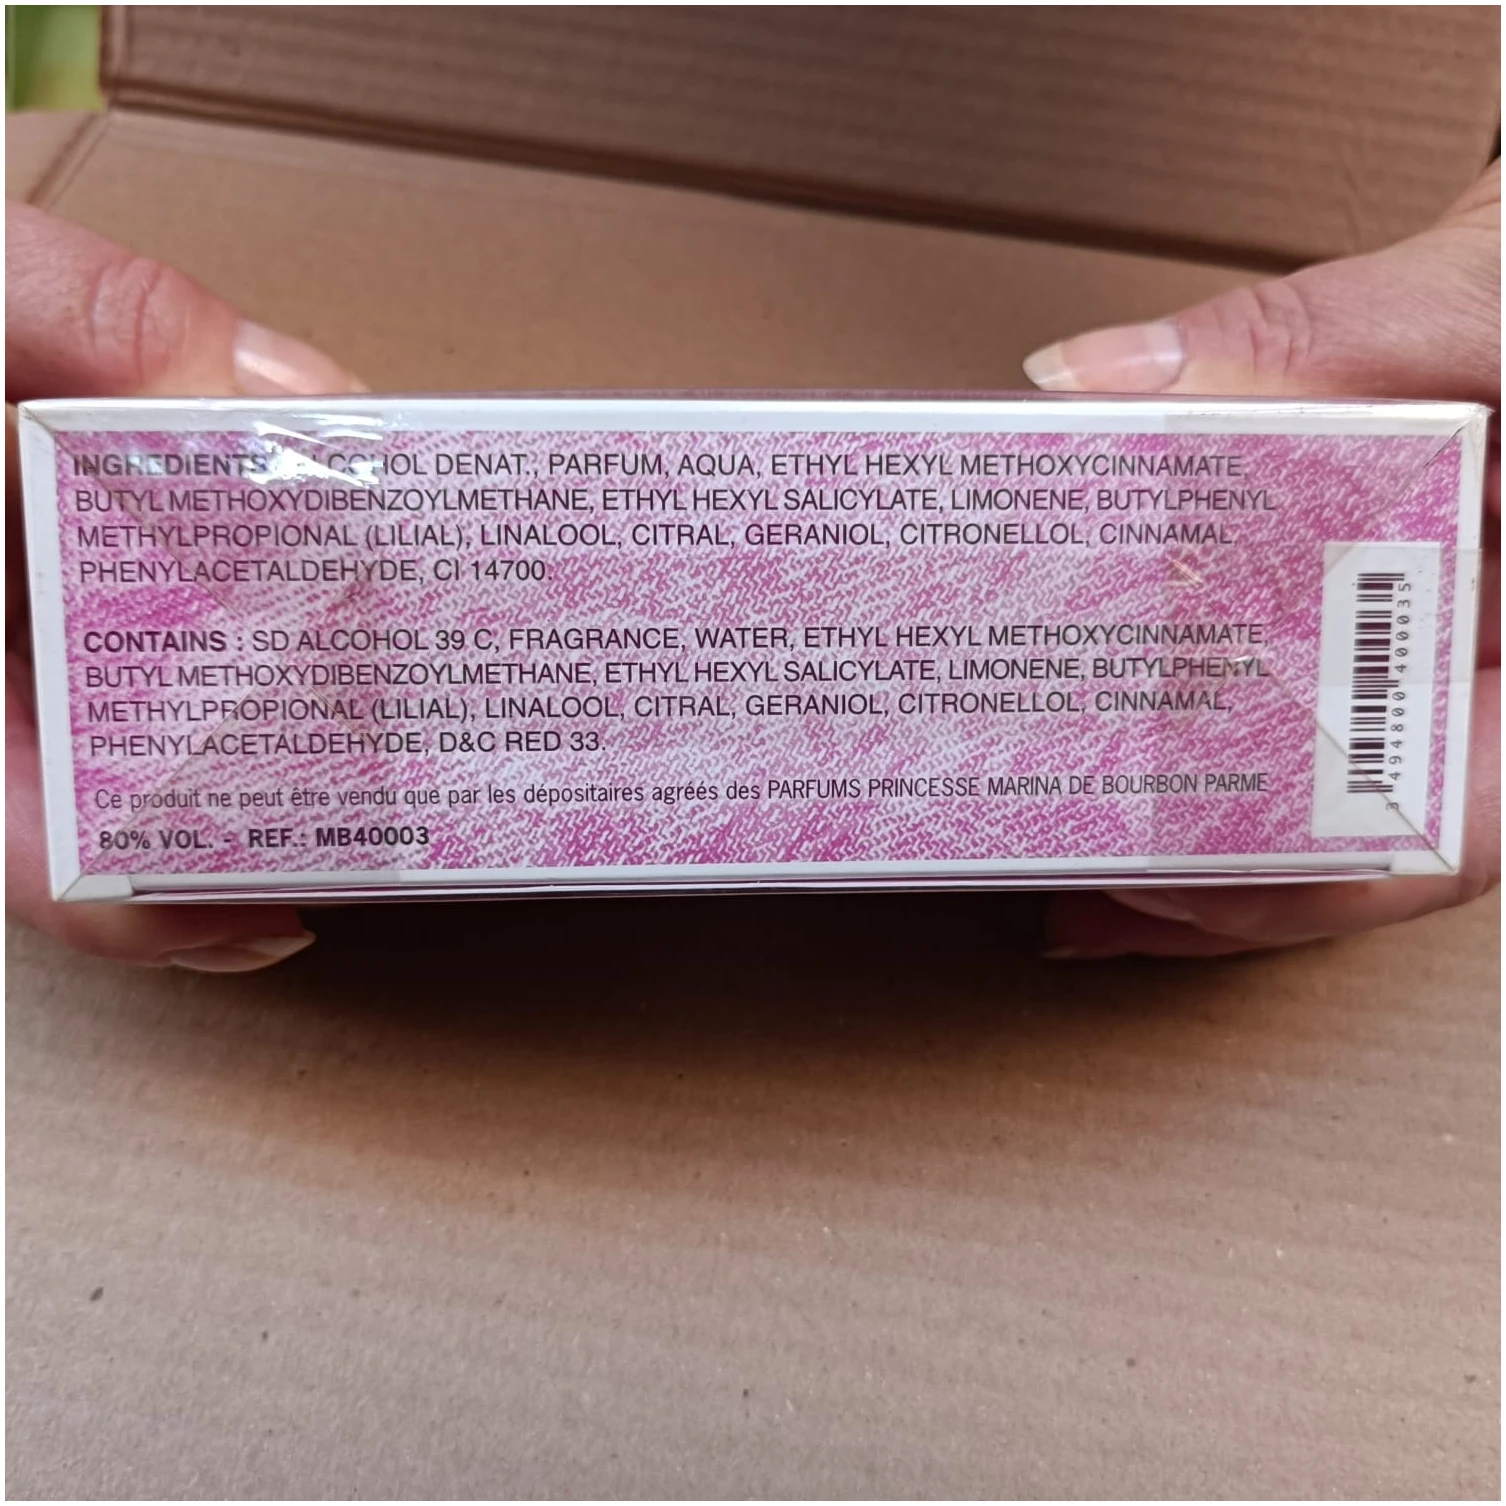 INGREDIENTS ALCOHOL DENAT., PARFUM, AQUA, ETHYL HEXYL METHOXYCINNAMATE,
BUTYL METHOXYDIBENZOYLMETHANE, ETHYL HEXYL SALICYLATE, LIMONENE, BUTYLPHENYL
METHYLPROPIONAL (LILIAL), LINALOOL, CITRAL, GERANIOL, CITRONELLOL, CINNAMAL,
PHENYLACETALDEHYDE, CI 14700.
CONTAINS : SD ALCOHOL 39 C, FRAGRANCE, WATER, ETHYL HEXYL METHOXYCINNAMATE,
BUTYL METHOXYDIBENZOYLMETHANE, ETHYL HEXYL SALICYLATE, LIMONENE, BUTYLPHENYL
METHYLPROPIONAL (LILIAL), LINALOOL, CITRAL, GERANIOL, CITRONELLOL, CINNAMAL,
PHENYLACETALDEHYDE, D&C RED 33.
Ce produit ne peut être vendu que par les dépositaires agréés des PARFUMS PRINCESSE MARINA DE BOURBON PARME
80% VOL. - REF.: MB40003
3 494800 400035